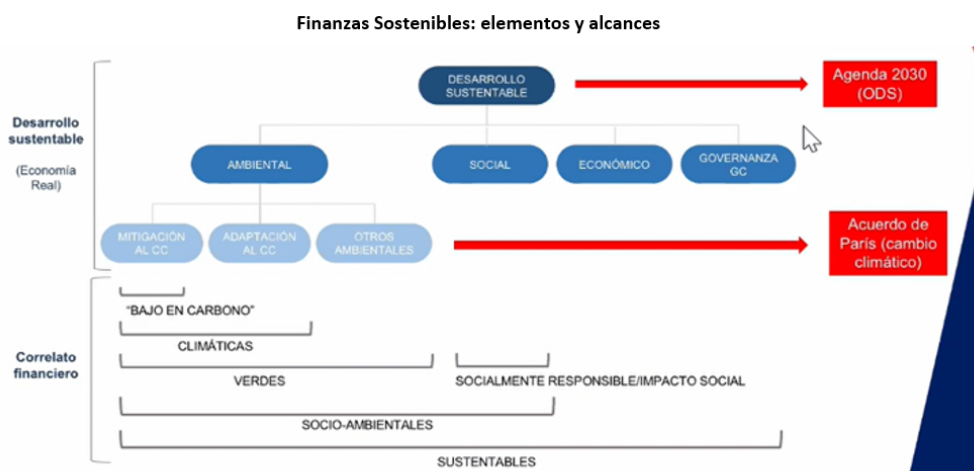 Finanzas Sostenibles: elementos y alcances
DESARROLLO
SUSTENTABLE
Agenda 2030
(ODS)
Desarrollo
sustentable
(Economía
Real)
AMBIENTAL
SOCIAL
ECONÓMICO
GOVERNANZA
GC
MITIGACIÓN
AL CC
ADAPTACIÓN
AL CC
OTROS
AMBIENTALES
Acuerdo de
París (cambio
climático)
Correlato
financiero
"BAJO EN CARBONO"
CLIMÁTICAS
VERDES
SOCIALMENTE RESPONSIBLE/IMPACTO SOCIAL
SOCIO-AMBIENTALES
SUSTENTABLES